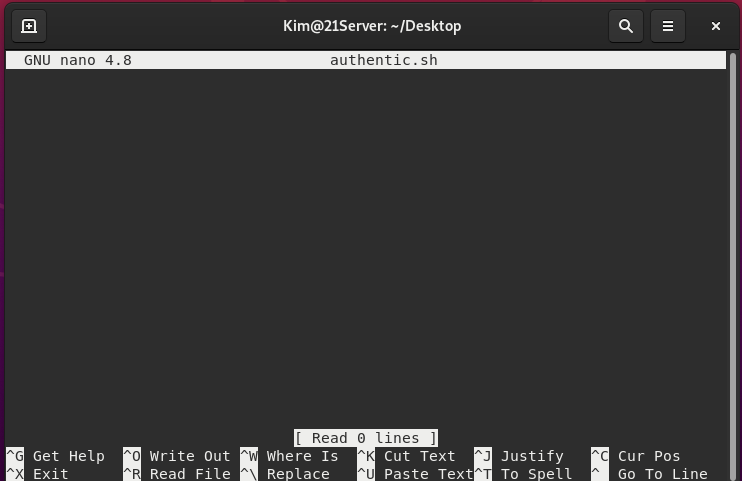 Kim@21Server: ~/Desktop
GNU nano 4.8 authentic.sh
[ Read 0 lines ]
^G Get Help ^O Write Out ^W Where Is ^K Cut Text ^J Justify ^C Cur Pos
^X Exit ^R Read File ^\ Replace ^U Paste Text^T To Spell ^ Go To Line